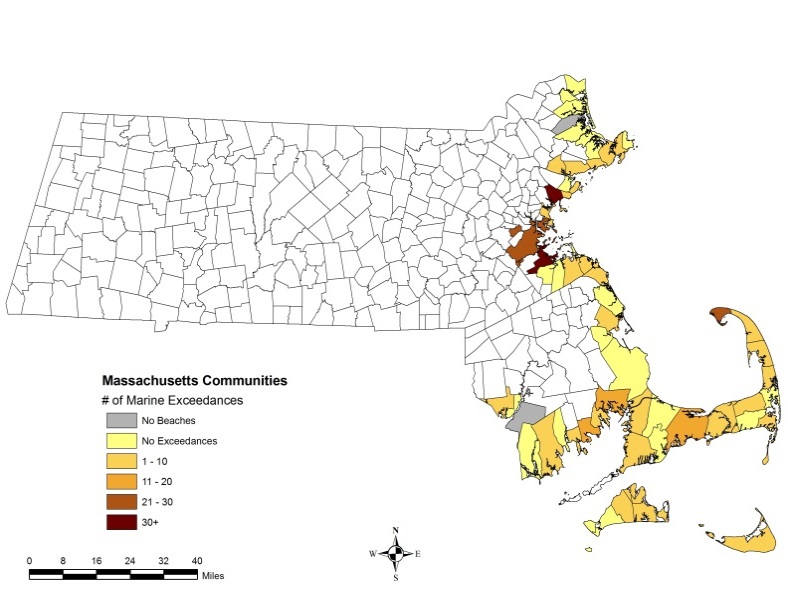 Massachusetts Communities
# of Marine Exceedances
No Beaches
No Exceedances
1 - 10
11 - 20
21 - 30
30+
0 8 16 24 32 40
Miles
N
W E
S